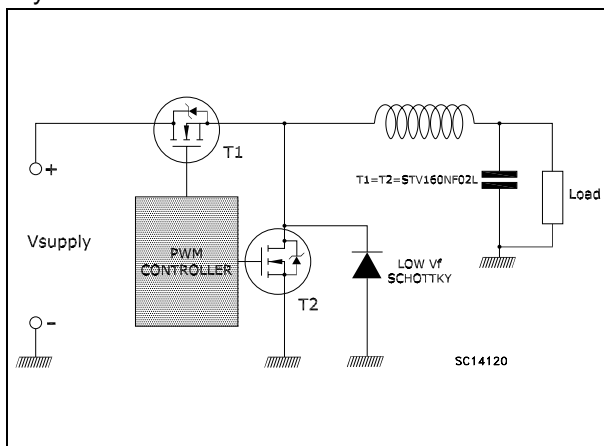 +
T1
T1=T2=STV160NF02L
Load
Vsupply
PWM
CONTROLLER
LOW Vf
SCHOTTKY
T2
-
SC14120